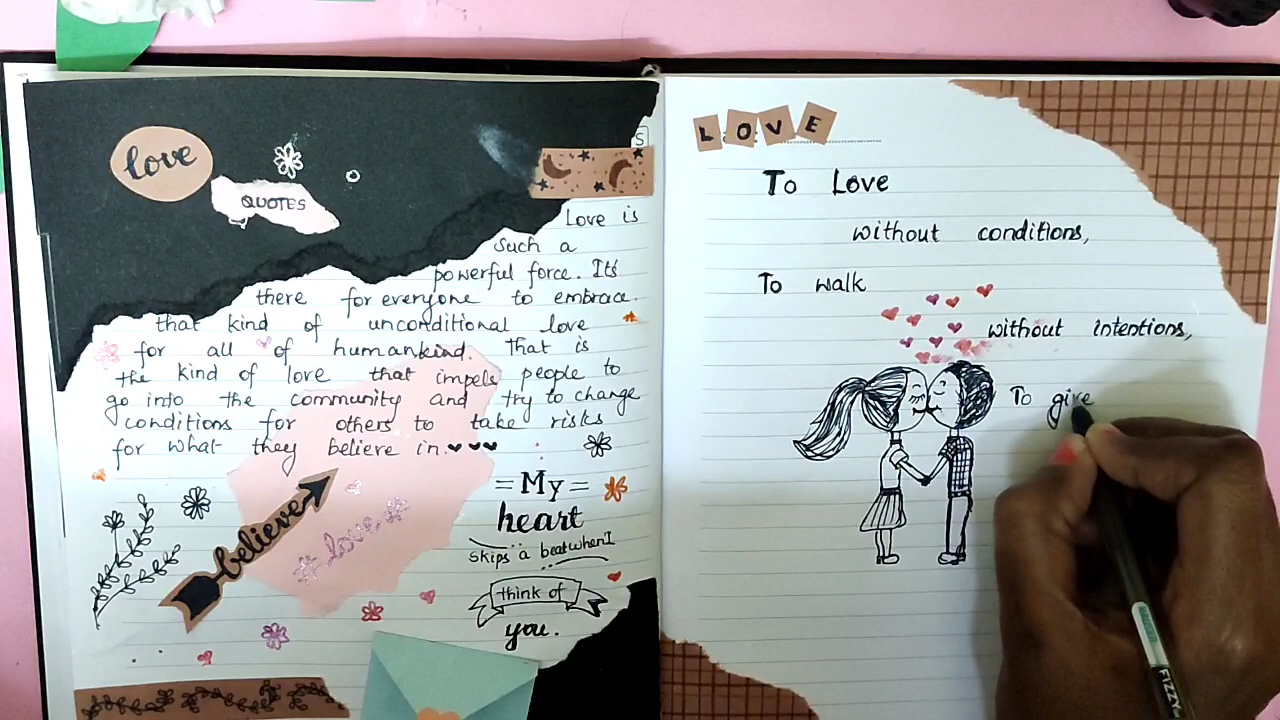 love
QUOTES
S
Love is
such a
powerful force. It's
there for everyone to embrace.
that kind of unconditional love
for all of humankind. That is
the kind of love that impels people to
go into the community and try to change
conditions for others to take risks
for what they believe in.
believe
# love #
= My =
heart
skips a beat when I
think of
you.
LOVE
To Love
without conditions,
To walk
without intentions,
To give
FIZZY